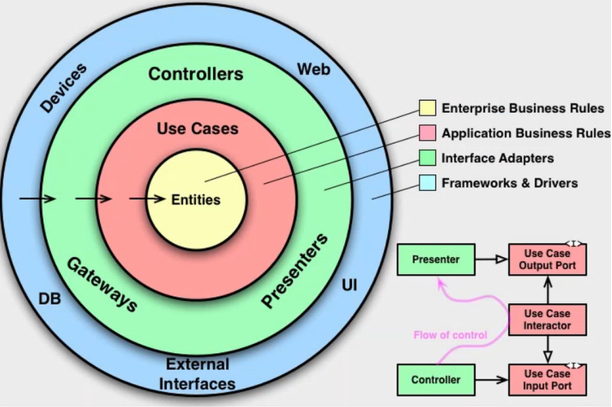 Devices
Web
Controllers
Use Cases
Entities
Gateways
Presenters
DB
UI
External
Interfaces
Enterprise Business Rules
Application Business Rules
Interface Adapters
Frameworks & Drivers
Presenter
Use Case
Output Port
Flow of control
Use Case
Interactor
Controller
Use Case
Input Port